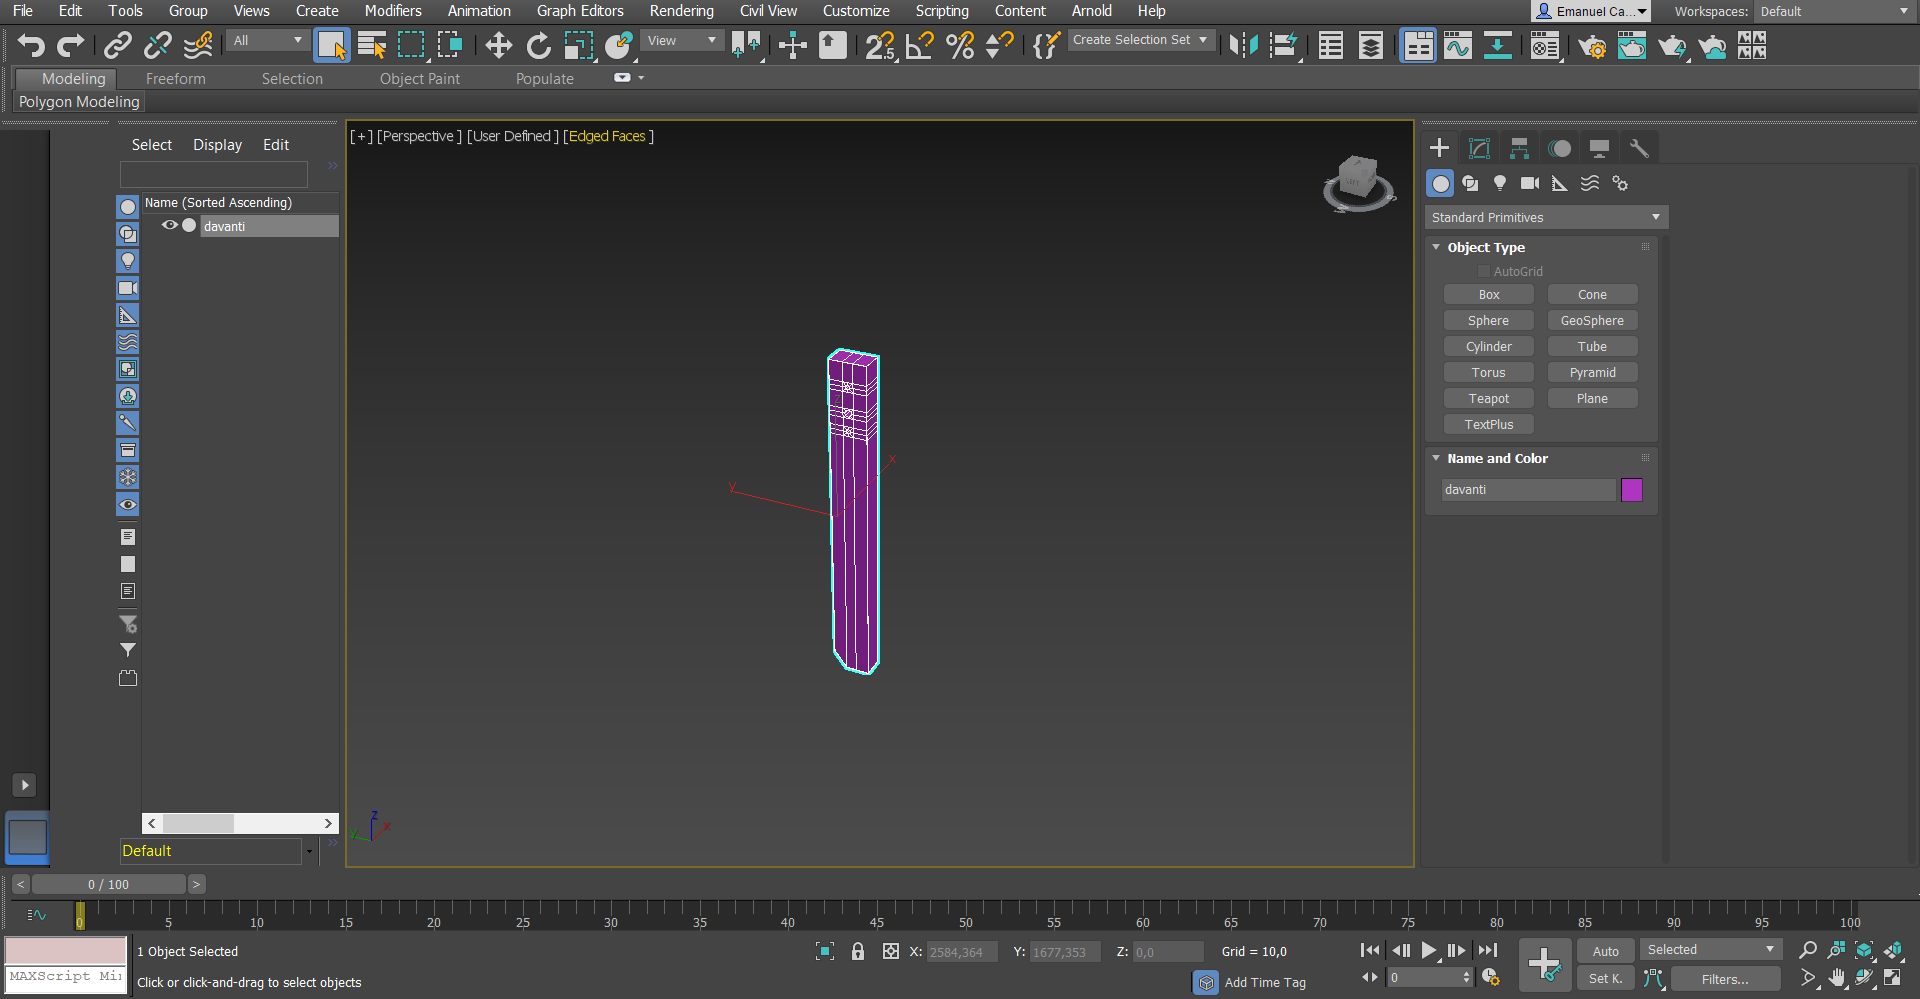 File Edit Tools Group Views Create Modifiers Animation Graph Editors Rendering Civil View Customize Scripting Content Arnold Help Emanuel Ca... Workspaces: Default
All View Create Selection Set
Modeling Freeform Selection Object Paint Populate
Polygon Modeling
[+] [Perspective ] [User Defined ] [Edged Faces ]
Select Display Edit
Name (Sorted Ascending)
davanti
Standard Primitives
Object Type
AutoGrid
Box Cone
Sphere GeoSphere
Cylinder Tube
Torus Pyramid
Teapot Plane
TextPlus
Name and Color
davanti
z
x
y
z
x
y
Default
< 0 / 100 >
0 5 10 15 20 25 30 35 40 45 50 55 60 65 70 75 80 85 90 95 100
1 Object Selected X: 2584,364 Y: 1677,353 Z: 0,0 Grid = 10,0 Auto Selected
MAXScript Mi
Click or click-and-drag to select objects Add Time Tag 0 Set K. Filters...